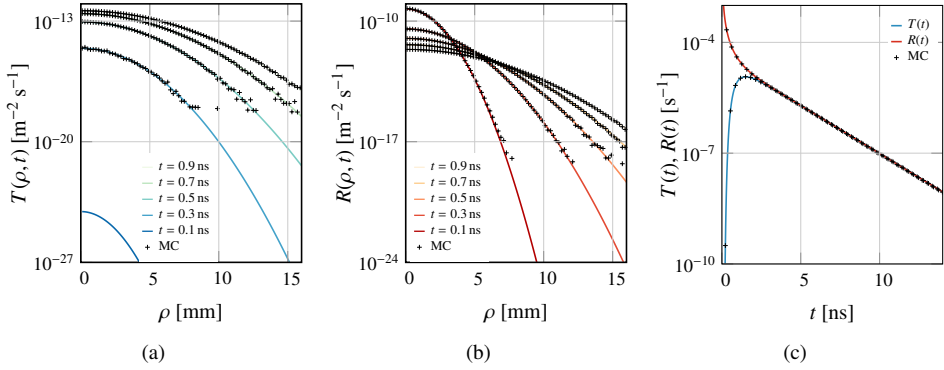 T(ρ, t) [m⁻² s⁻¹]
10⁻¹³
10⁻²⁰
10⁻²⁷
t = 0.9 ns
t = 0.7 ns
t = 0.5 ns
t = 0.3 ns
t = 0.1 ns
MC
0 5 10 15
ρ [mm]
(a)
R(ρ, t) [m⁻² s⁻¹]
10⁻¹⁰
10⁻¹⁷
10⁻²⁴
t = 0.9 ns
t = 0.7 ns
t = 0.5 ns
t = 0.3 ns
t = 0.1 ns
MC
0 5 10 15
ρ [mm]
(b)
T(t), R(t) [s⁻¹]
10⁻⁴
10⁻⁷
10⁻¹⁰
T(t)
R(t)
MC
0 5 10
t [ns]
(c)